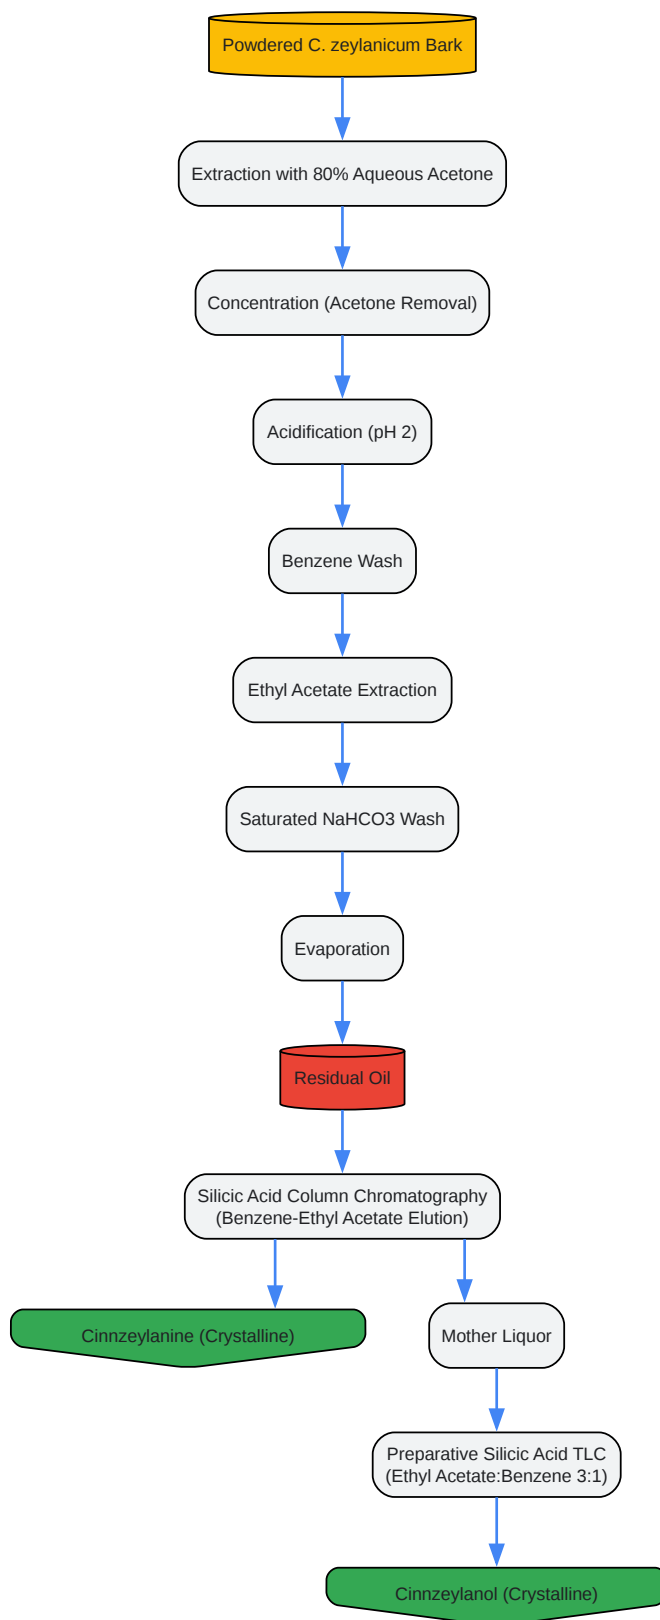 Powdered C. zeylanicum Bark
Extraction with 80% Aqueous Acetone
Concentration (Acetone Removal)
Acidification (pH 2)
Benzene Wash
Ethyl Acetate Extraction
Saturated NaHCO3 Wash
Evaporation
Residual Oil
Silicic Acid Column Chromatography
(Benzene-Ethyl Acetate Elution)
Cinnzeylanine (Crystalline)
Mother Liquor
Preparative Silicic Acid TLC
(Ethyl Acetate:Benzene 3:1)
Cinnzeylanol (Crystalline)